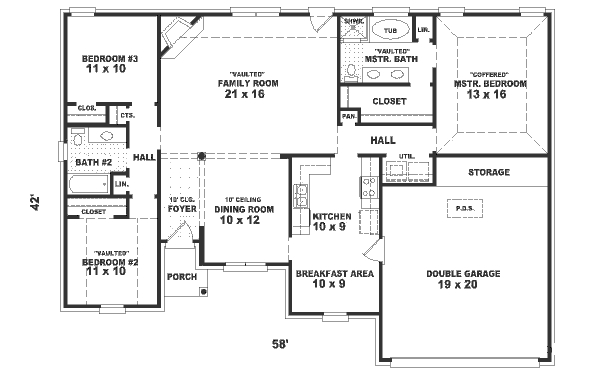 BEDROOM #3
11 x 10
"VAULTED"
FAMILY ROOM
21 x 16
SHWR.
TUB
LIN.
"VAULTED"
MSTR. BATH
"COFFERED"
MSTR. BEDROOM
13 x 16
CLOSET
PAN.
CLOS.
CTS.
HALL
HALL
UTIL.
BATH #2
LIN.
STORAGE
CLOSET
10' CLG.
FOYER
10' CEILING
DINING ROOM
10 x 12
KITCHEN
10 x 9
P.D.S.
42'
"VAULTED"
BEDROOM #2
11 x 10
PORCH
BREAKFAST AREA
10 x 9
DOUBLE GARAGE
19 x 20
58'